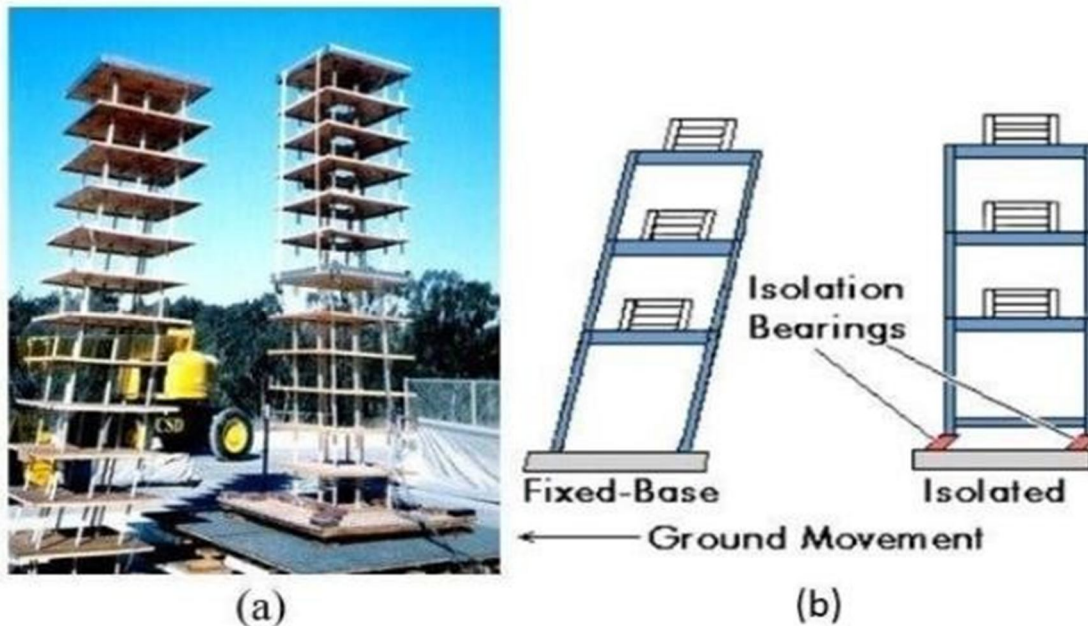 CSD
Isolation
Bearings
Fixed-Base
Isolated
Ground Movement
(a)
(b)